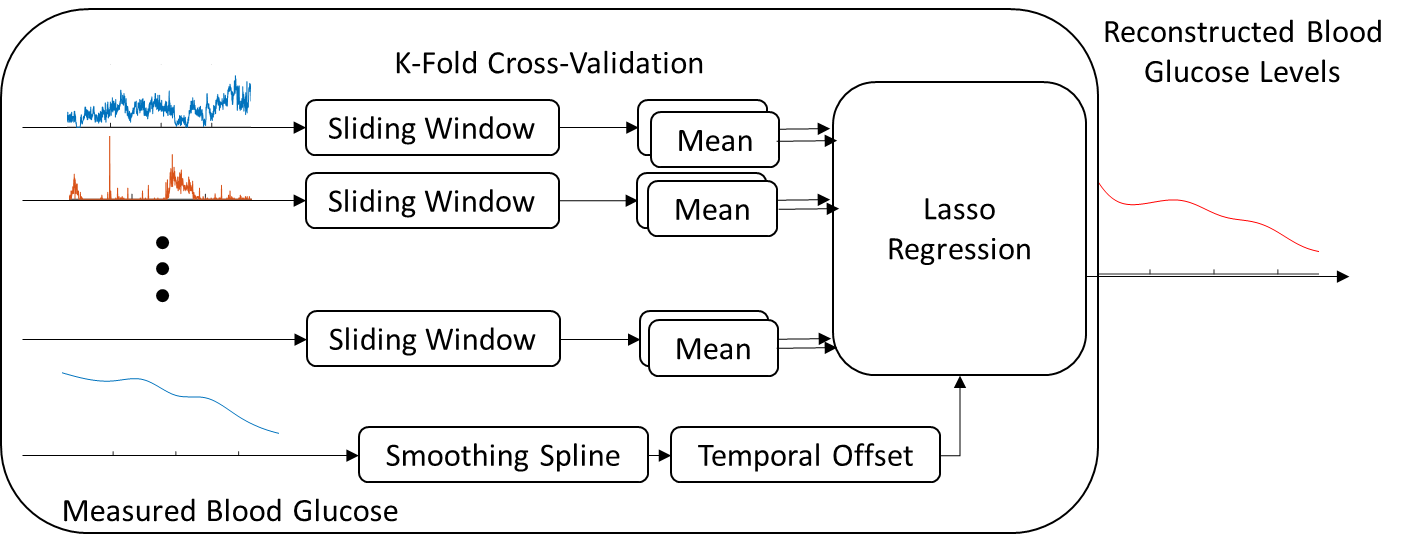 Reconstructed Blood
Glucose Levels
K-Fold Cross-Validation
Sliding Window
Mean
Sliding Window
Mean
Lasso
Regression
Sliding Window
Mean
Smoothing Spline
Temporal Offset
Measured Blood Glucose